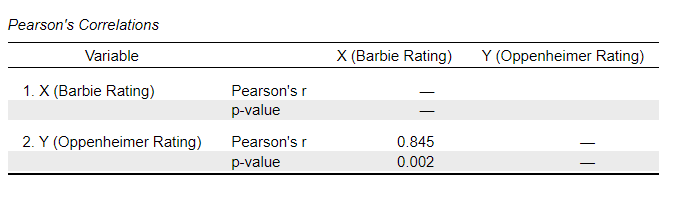 Pearson's Correlations
Variable X (Barbie Rating) Y (Oppenheimer Rating)
1. X (Barbie Rating) Pearson's r —
p-value —
2. Y (Oppenheimer Rating) Pearson's r 0.845 —
p-value 0.002 —